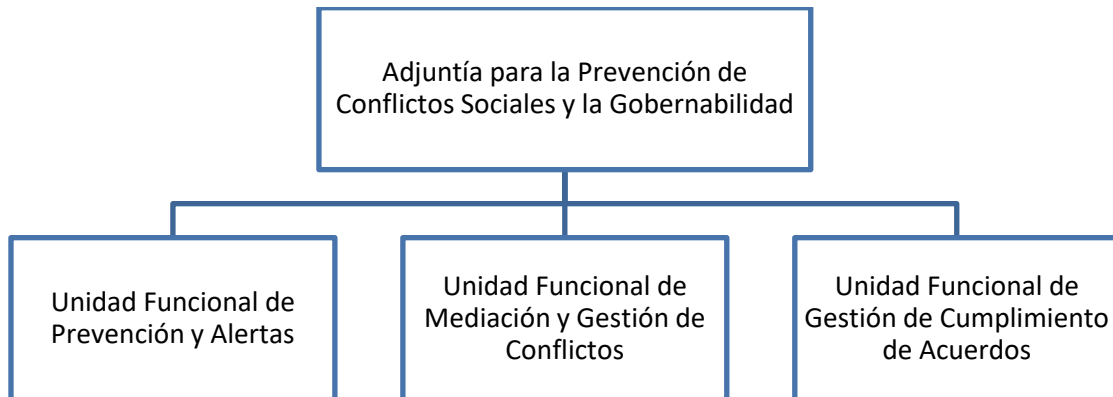 Adjuntía para la Prevención de
Conflictos Sociales y la Gobernabilidad
Unidad Funcional de
Prevención y Alertas
Unidad Funcional de
Mediación y Gestión de
Conflictos
Unidad Funcional de
Gestión de Cumplimiento
de Acuerdos